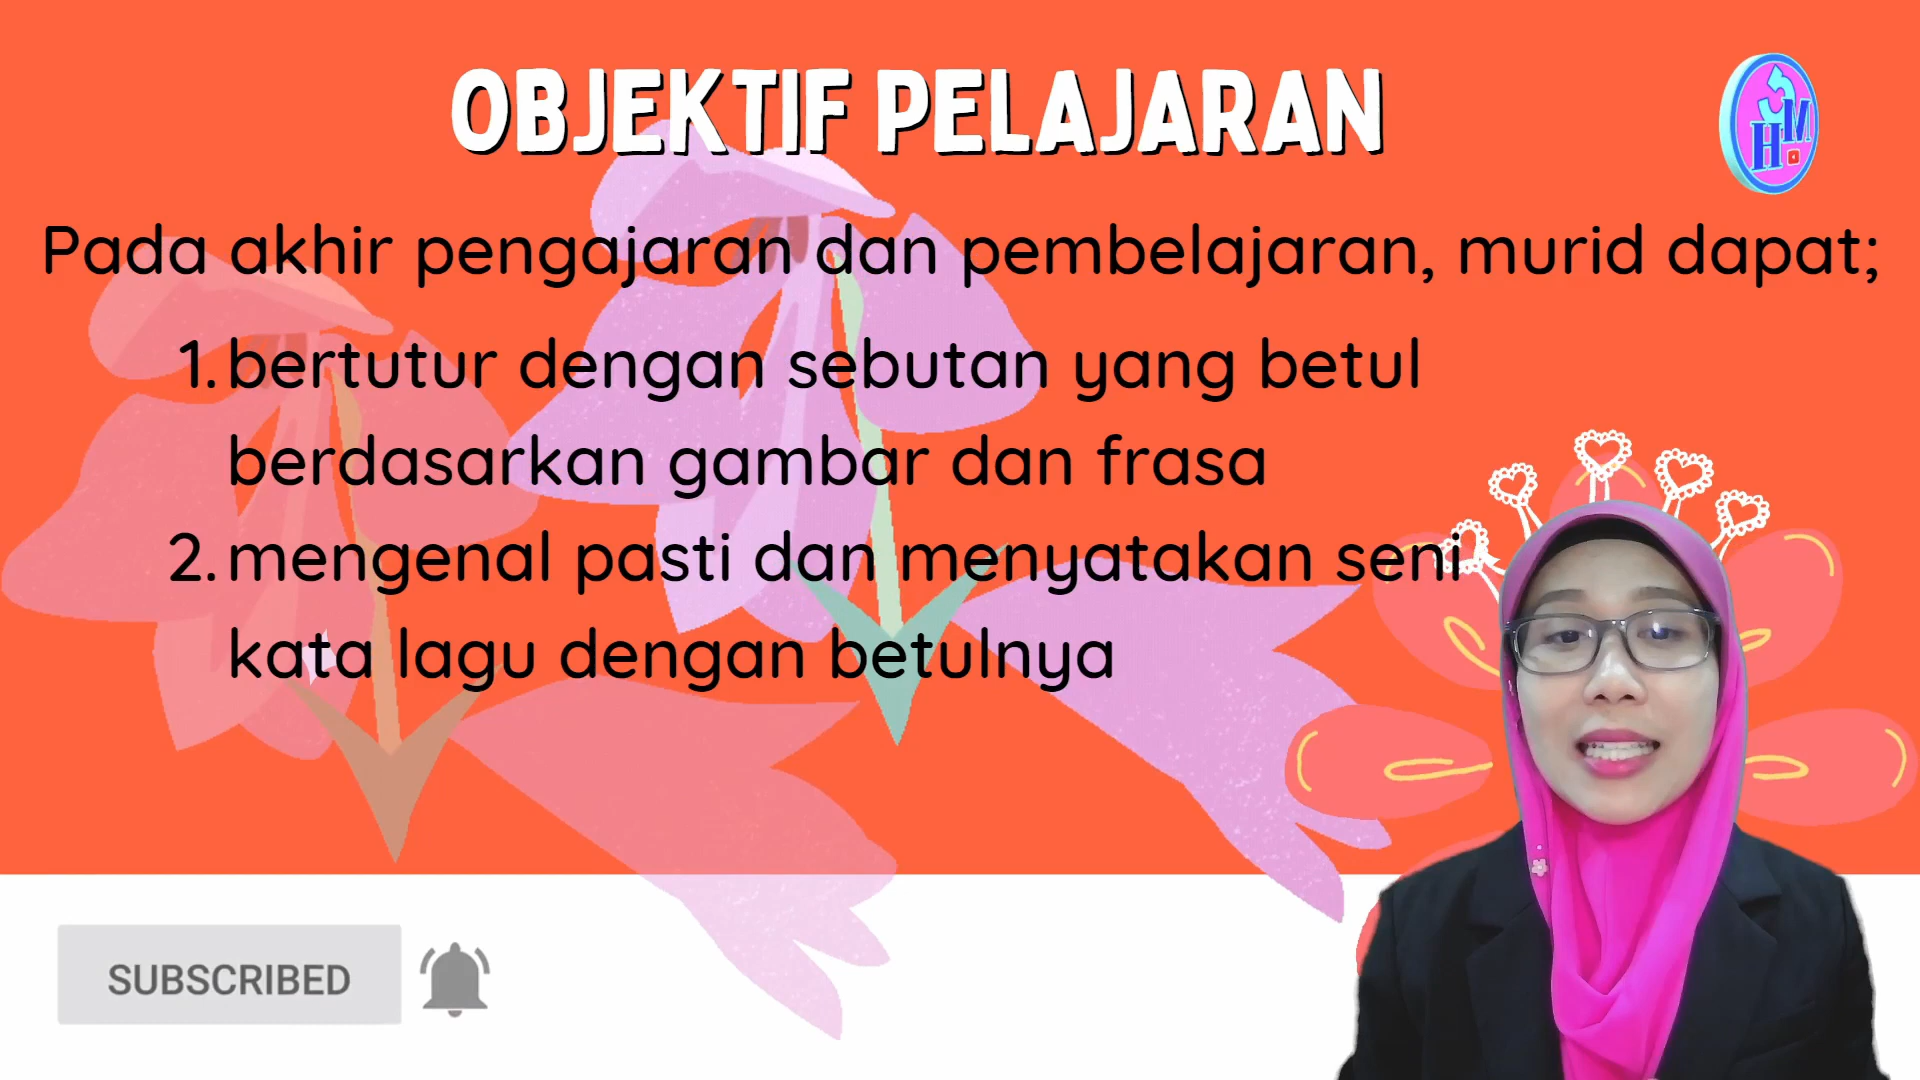 OBJEKTIF PELAJARAN
Pada akhir pengajaran dan pembelajaran, murid dapat;
1. bertutur dengan sebutan yang betul
berdasarkan gambar dan frasa
2. mengenal pasti dan menyatakan seni
kata lagu dengan betulnya
SUBSCRIBED